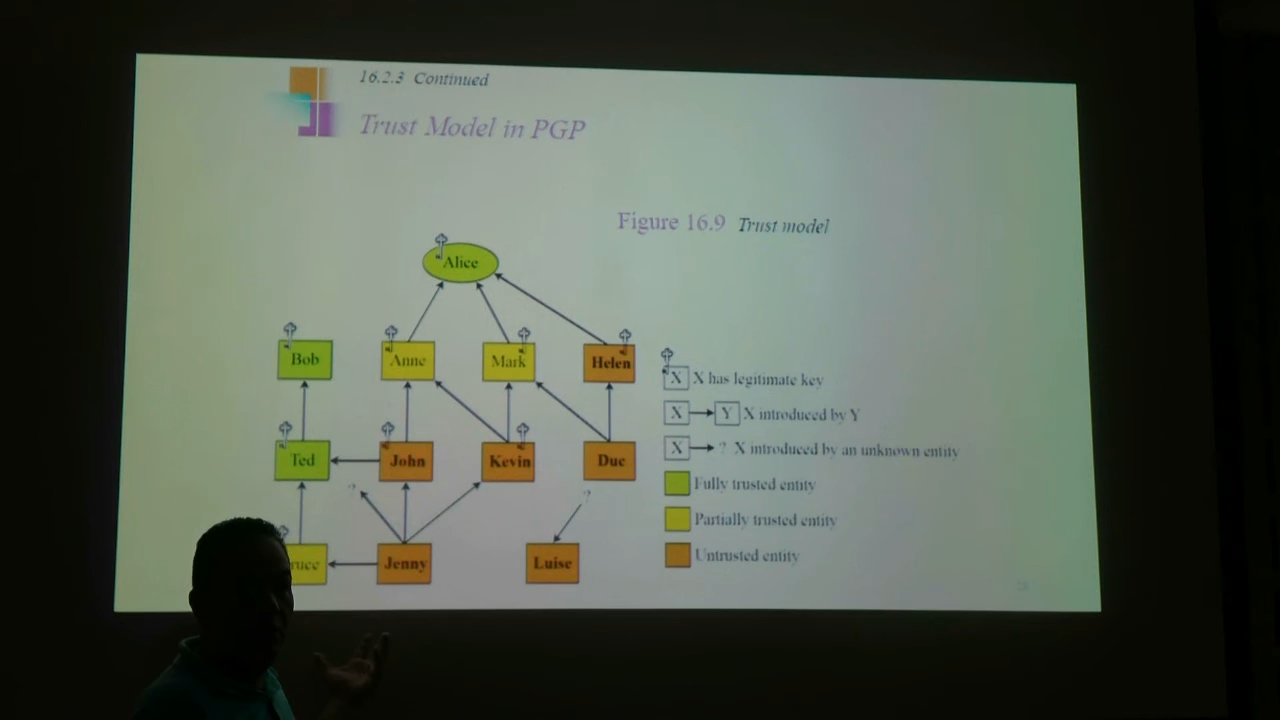 16.2.3 Continued
Trust Model in PGP
Figure 16.9 Trust model
Alice
Bob
Anne
Mark
Helen
X X has legitimate key
X Y X introduced by Y
X ? X introduced by an unknown entity
Ted
John
Kevin
Duc
Fully trusted entity
?
?
Partially trusted entity
ruce
Jenny
Luise
Untrusted entity